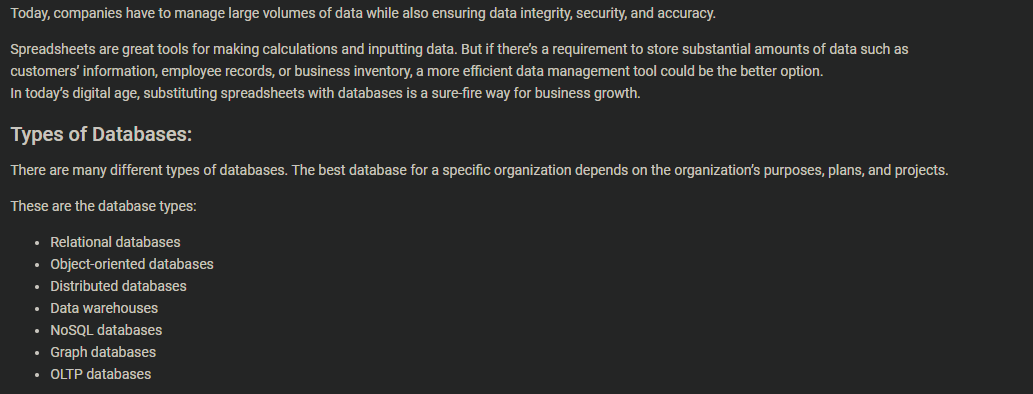 Today, companies have to manage large volumes of data while also ensuring data integrity, security, and accuracy.
Spreadsheets are great tools for making calculations and inputting data. But if there's a requirement to store substantial amounts of data such as
customers' information, employee records, or business inventory, a more efficient data management tool could be the better option.
In today's digital age, substituting spreadsheets with databases is a sure-fire way for business growth.
Types of Databases:
There are many different types of databases. The best database for a specific organization depends on the organization's purposes, plans, and projects.
These are the database types:
• Relational databases
• Object-oriented databases
• Distributed databases
• Data warehouses
• NoSQL databases
• Graph databases
• OLTP databases